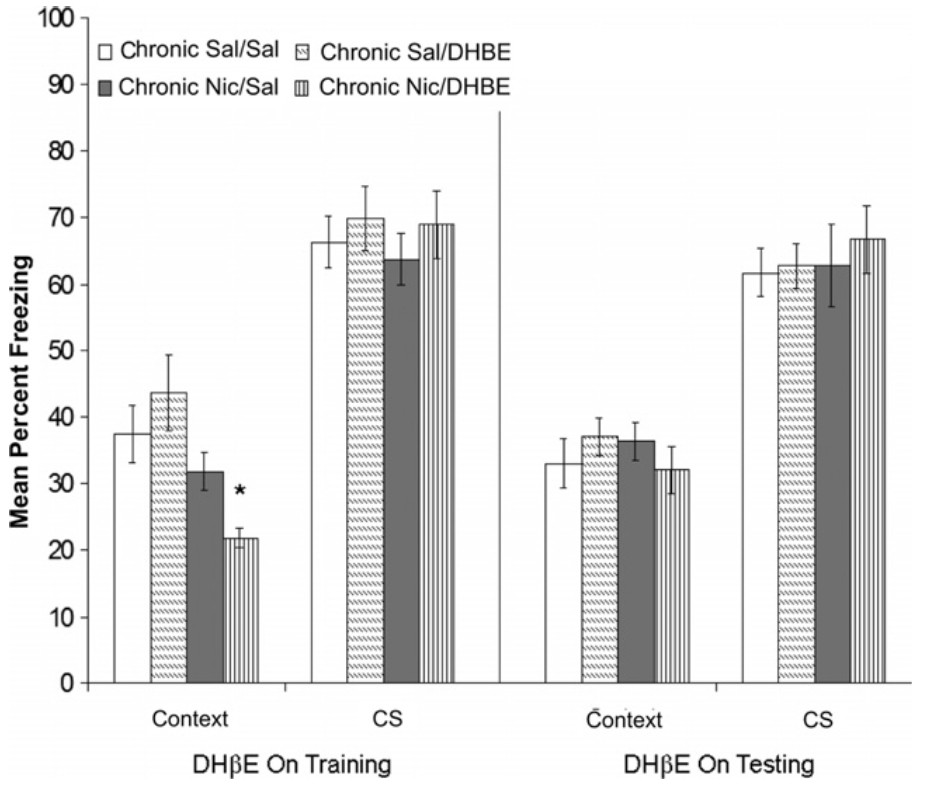 100
Chronic Sal/Sal Chronic Sal/DHBE
90
Chronic Nic/Sal Chronic Nic/DHBE
80
70
60
50
40
30
*
20
10
0
Mean Percent Freezing
Context CS Context CS
DHβE On Training DHβE On Testing